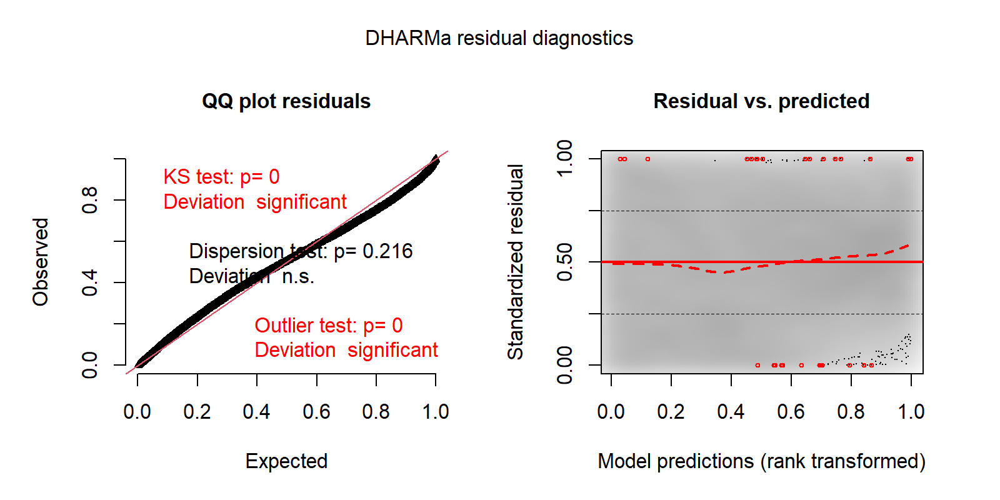 DHARMa residual diagnostics
QQ plot residuals
KS test: p= 0
Deviation  significant
Dispersion test: p= 0.216
Deviation  n.s.
Outlier test: p= 0
Deviation  significant
Observed
0.0
0.4
0.8
0.0 0.2 0.4 0.6 0.8 1.0
Expected
Residual vs. predicted
Standardized residual
0.00
0.50
1.00
0.0 0.2 0.4 0.6 0.8 1.0
Model predictions (rank transformed)